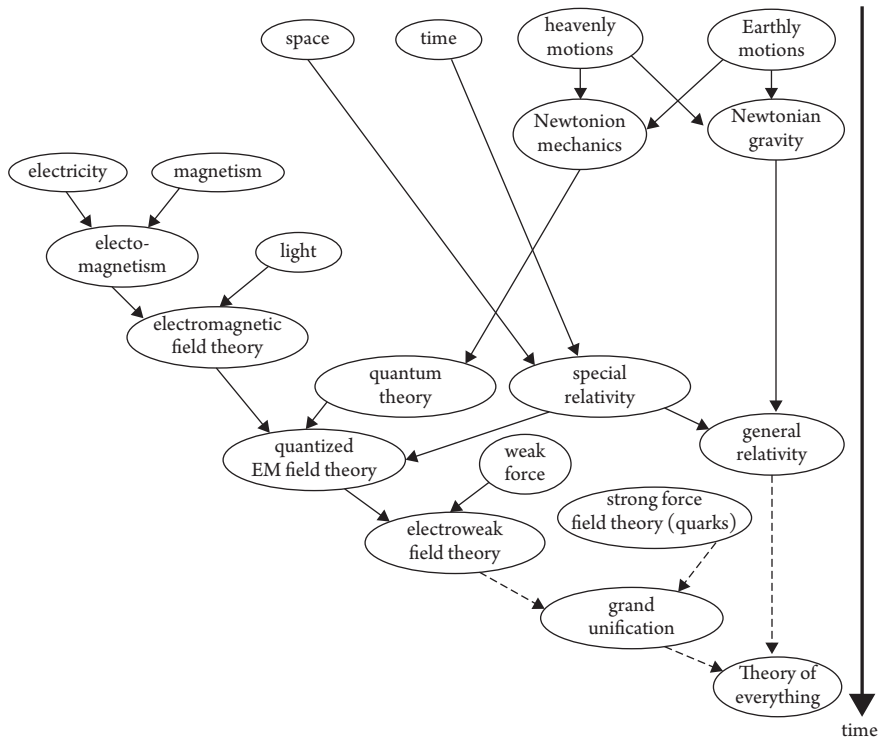 space
time
heavenly
motions
Earthly
motions
Newtonion
mechanics
Newtonian
gravity
electricity
magnetism
electo-
magnetism
light
electromagnetic
field theory
quantum
theory
special
relativity
general
relativity
quantized
EM field theory
weak
force
strong force
field theory (quarks)
electroweak
field theory
grand
unification
Theory of
everything
time